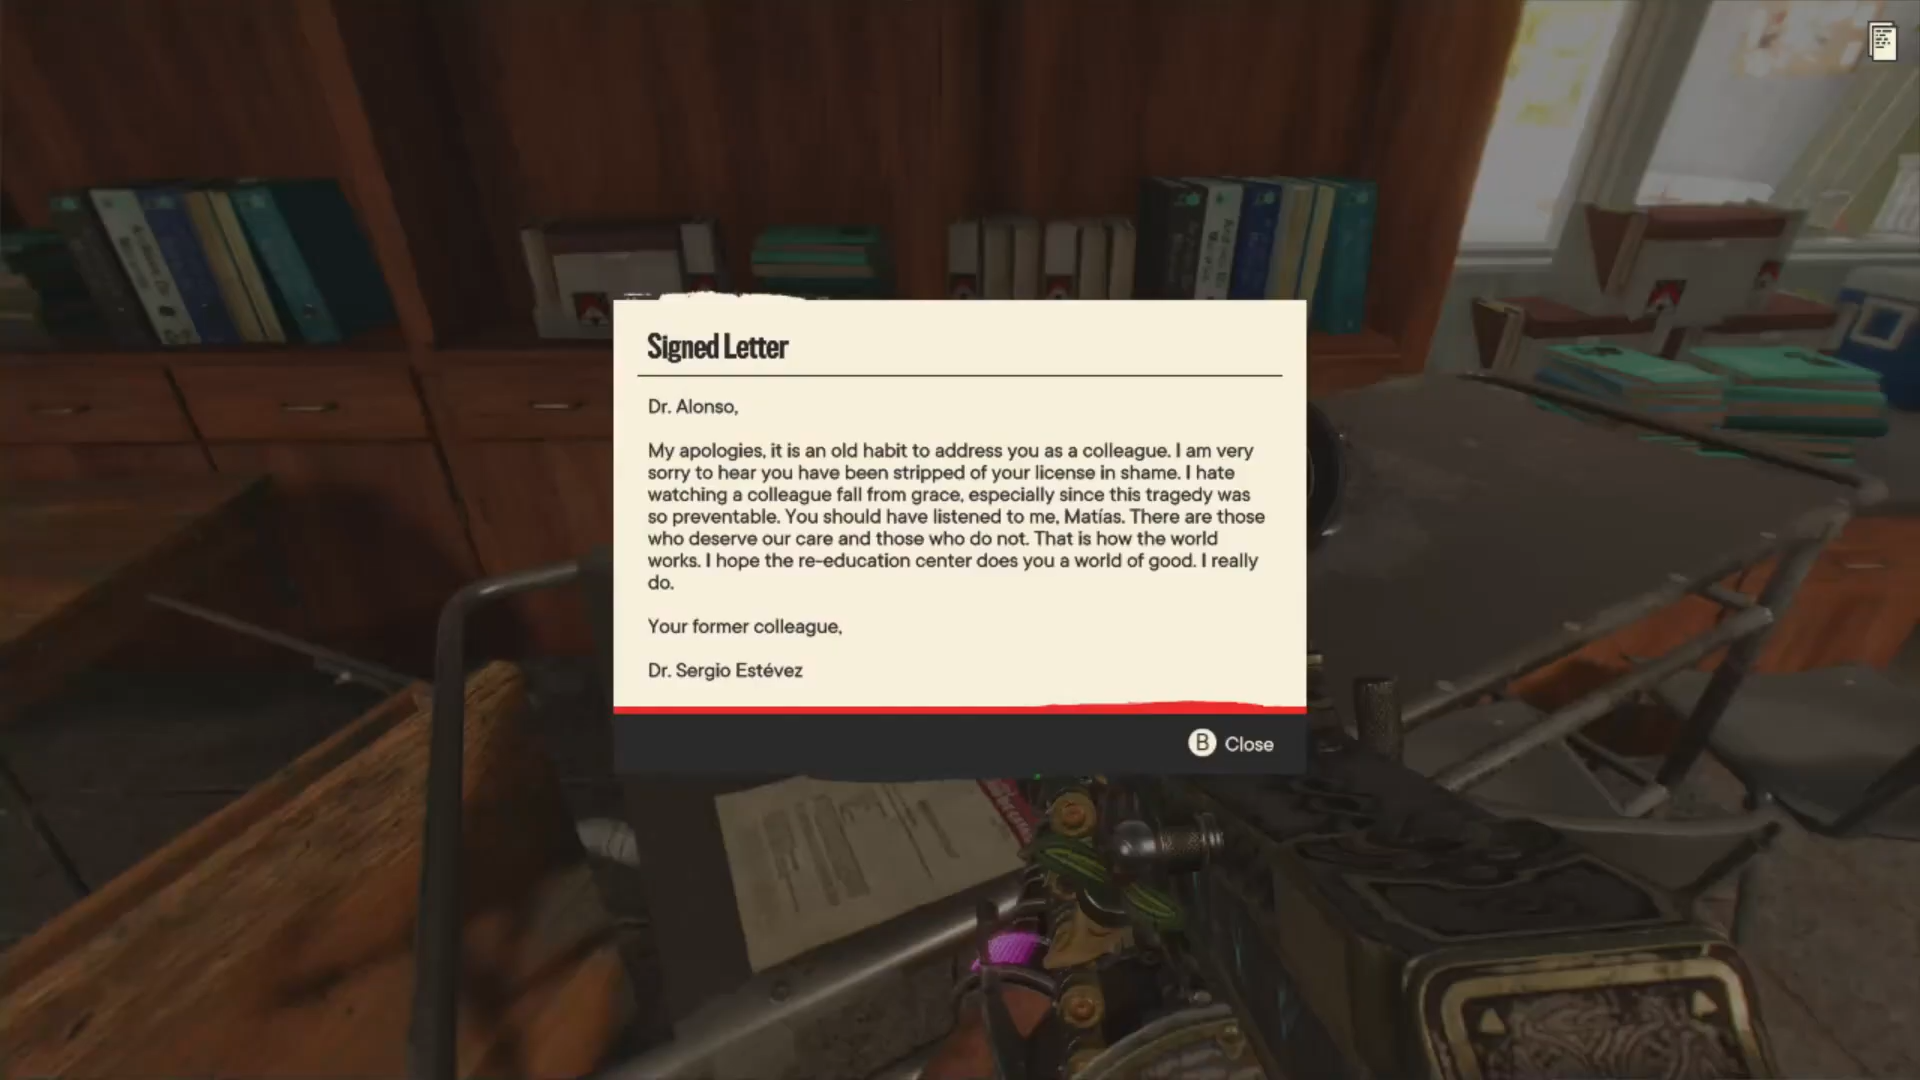 Signed Letter
Dr. Alonso,
My apologies, it is an old habit to address you as a colleague. I am very
sorry to hear you have been stripped of your license in shame. I hate
watching a colleague fall from grace, especially since this tragedy was
so preventable. You should have listened to me, Matías. There are those
who deserve our care and those who do not. That is how the world
works. I hope the re-education center does you a world of good. I really
do.
Your former colleague,
Dr. Sergio Estévez
B Close